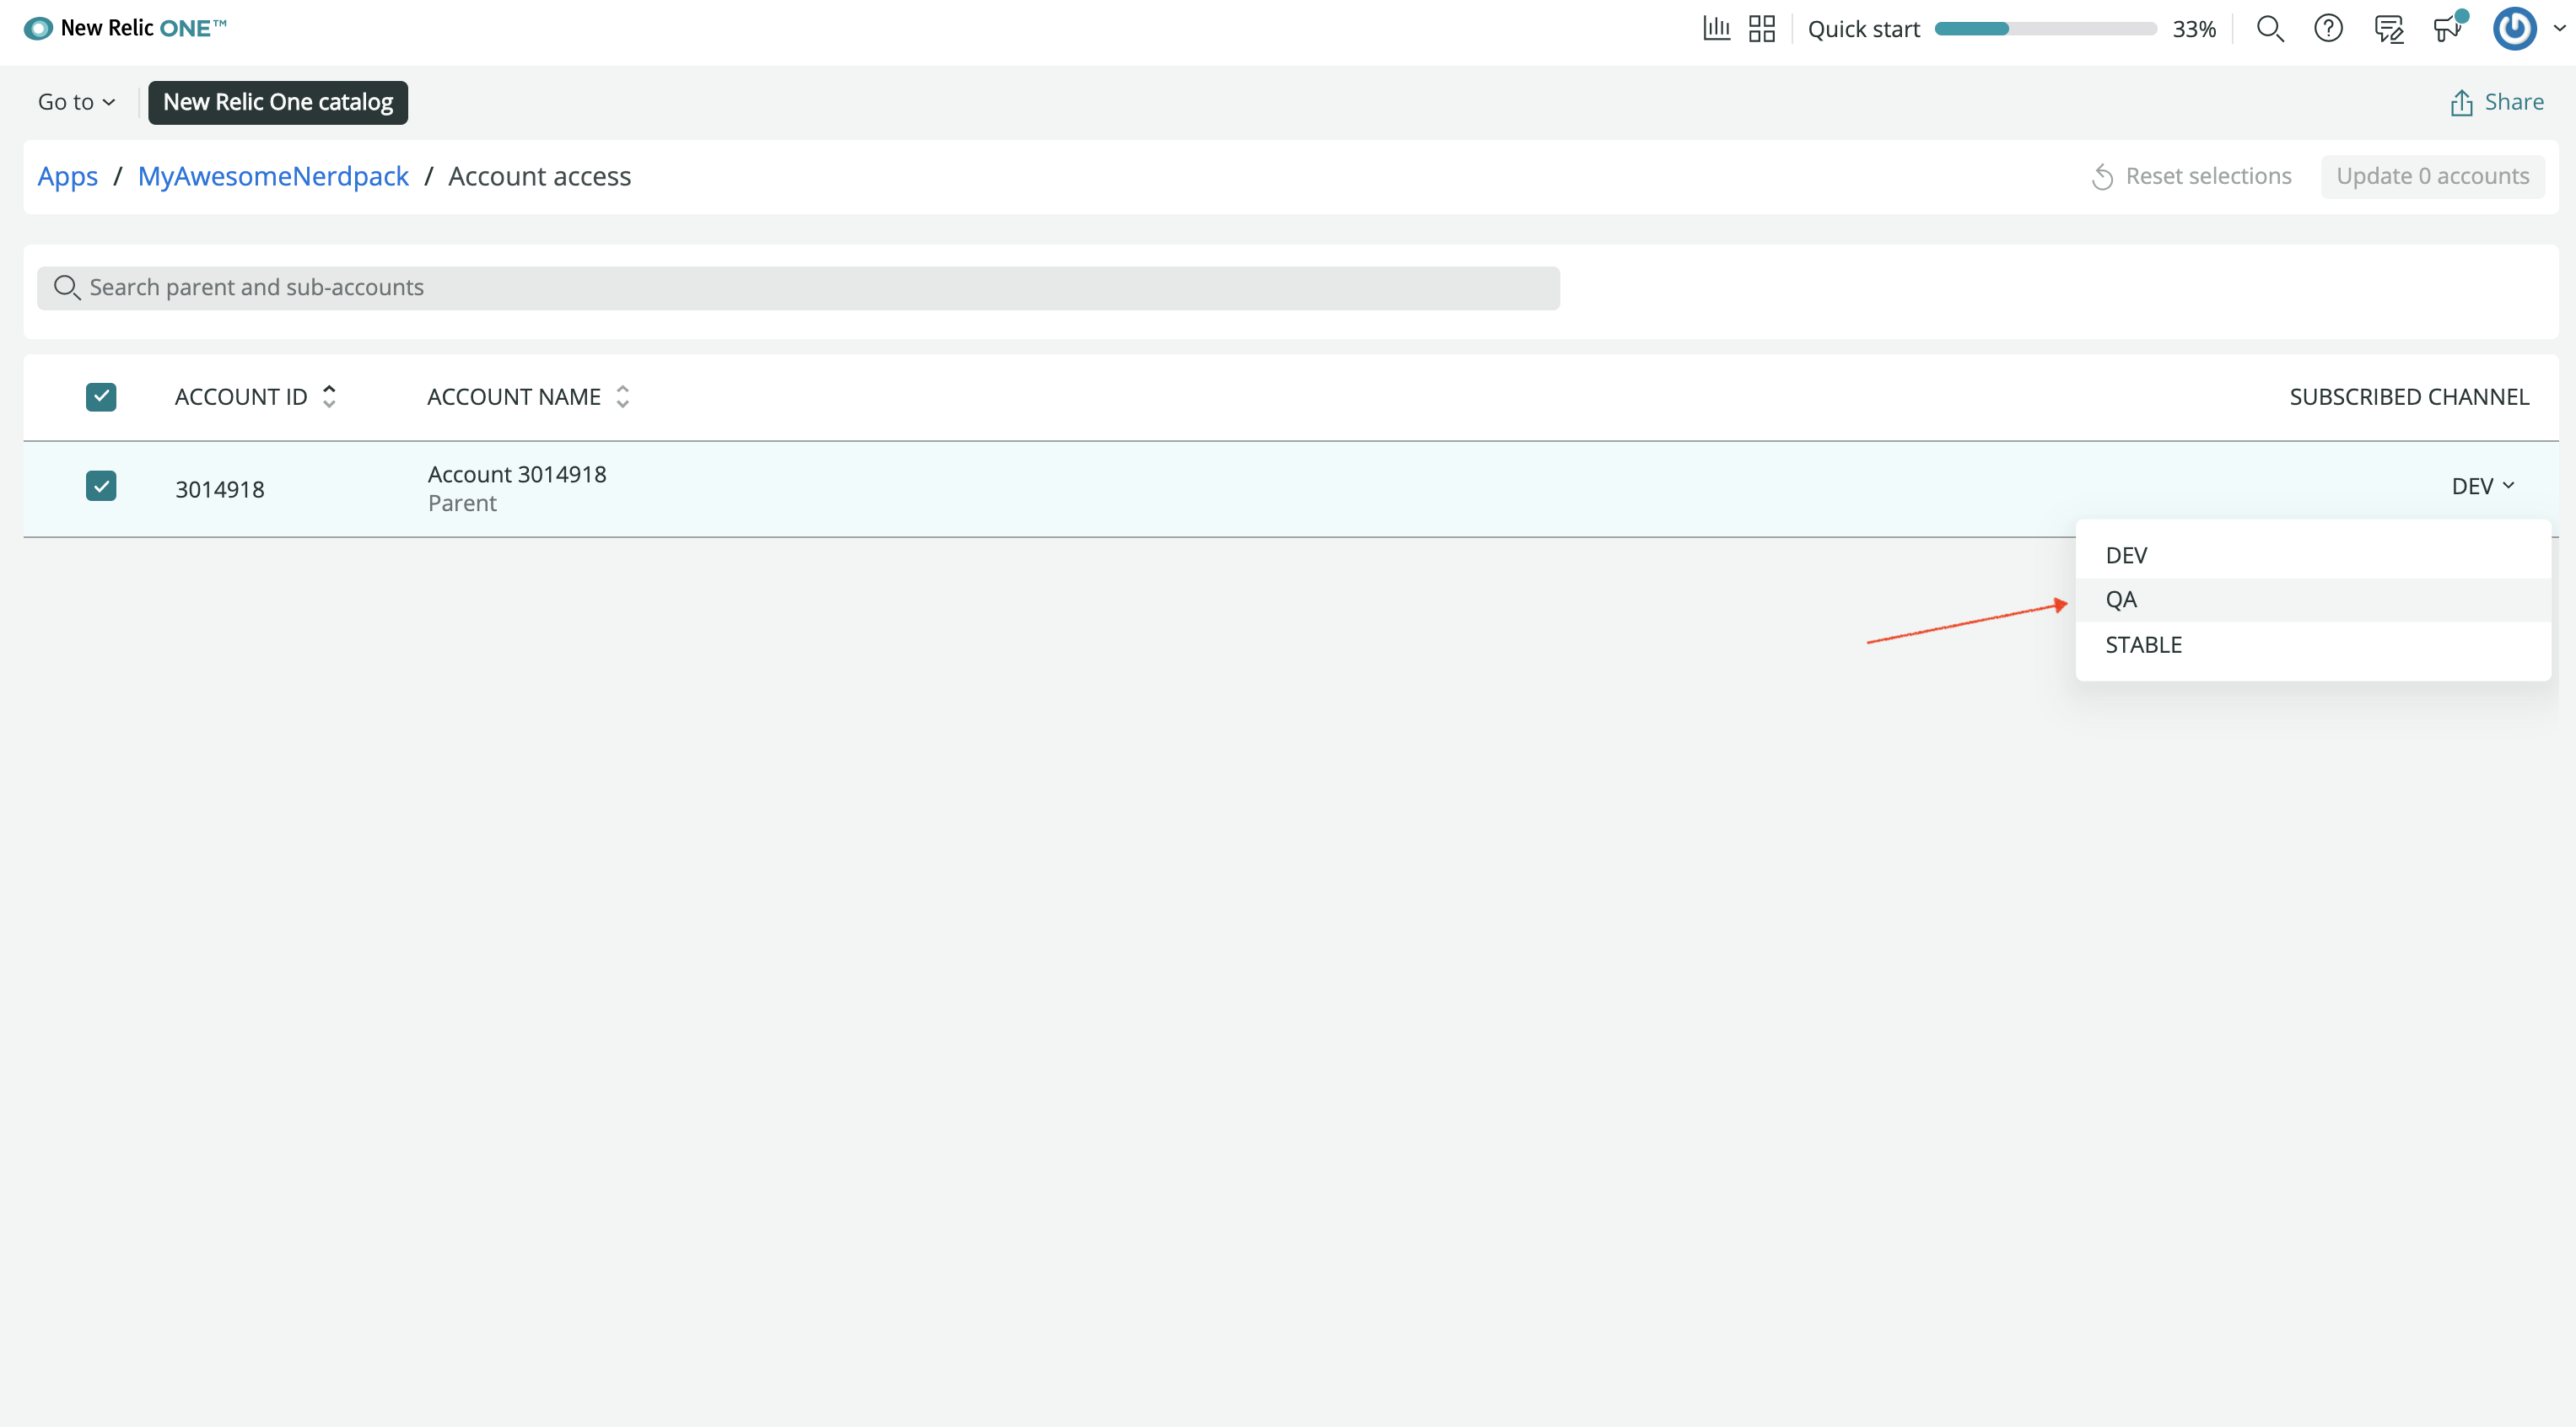 New Relic ONE™
Quick start 33%
Go to
New Relic One catalog
Share
Apps / MyAwesomeNerdpack / Account access
Reset selections
Update 0 accounts
Search parent and sub-accounts
ACCOUNT ID ACCOUNT NAME SUBSCRIBED CHANNEL
3014918
Account 3014918
Parent
DEV
DEV
QA
STABLE